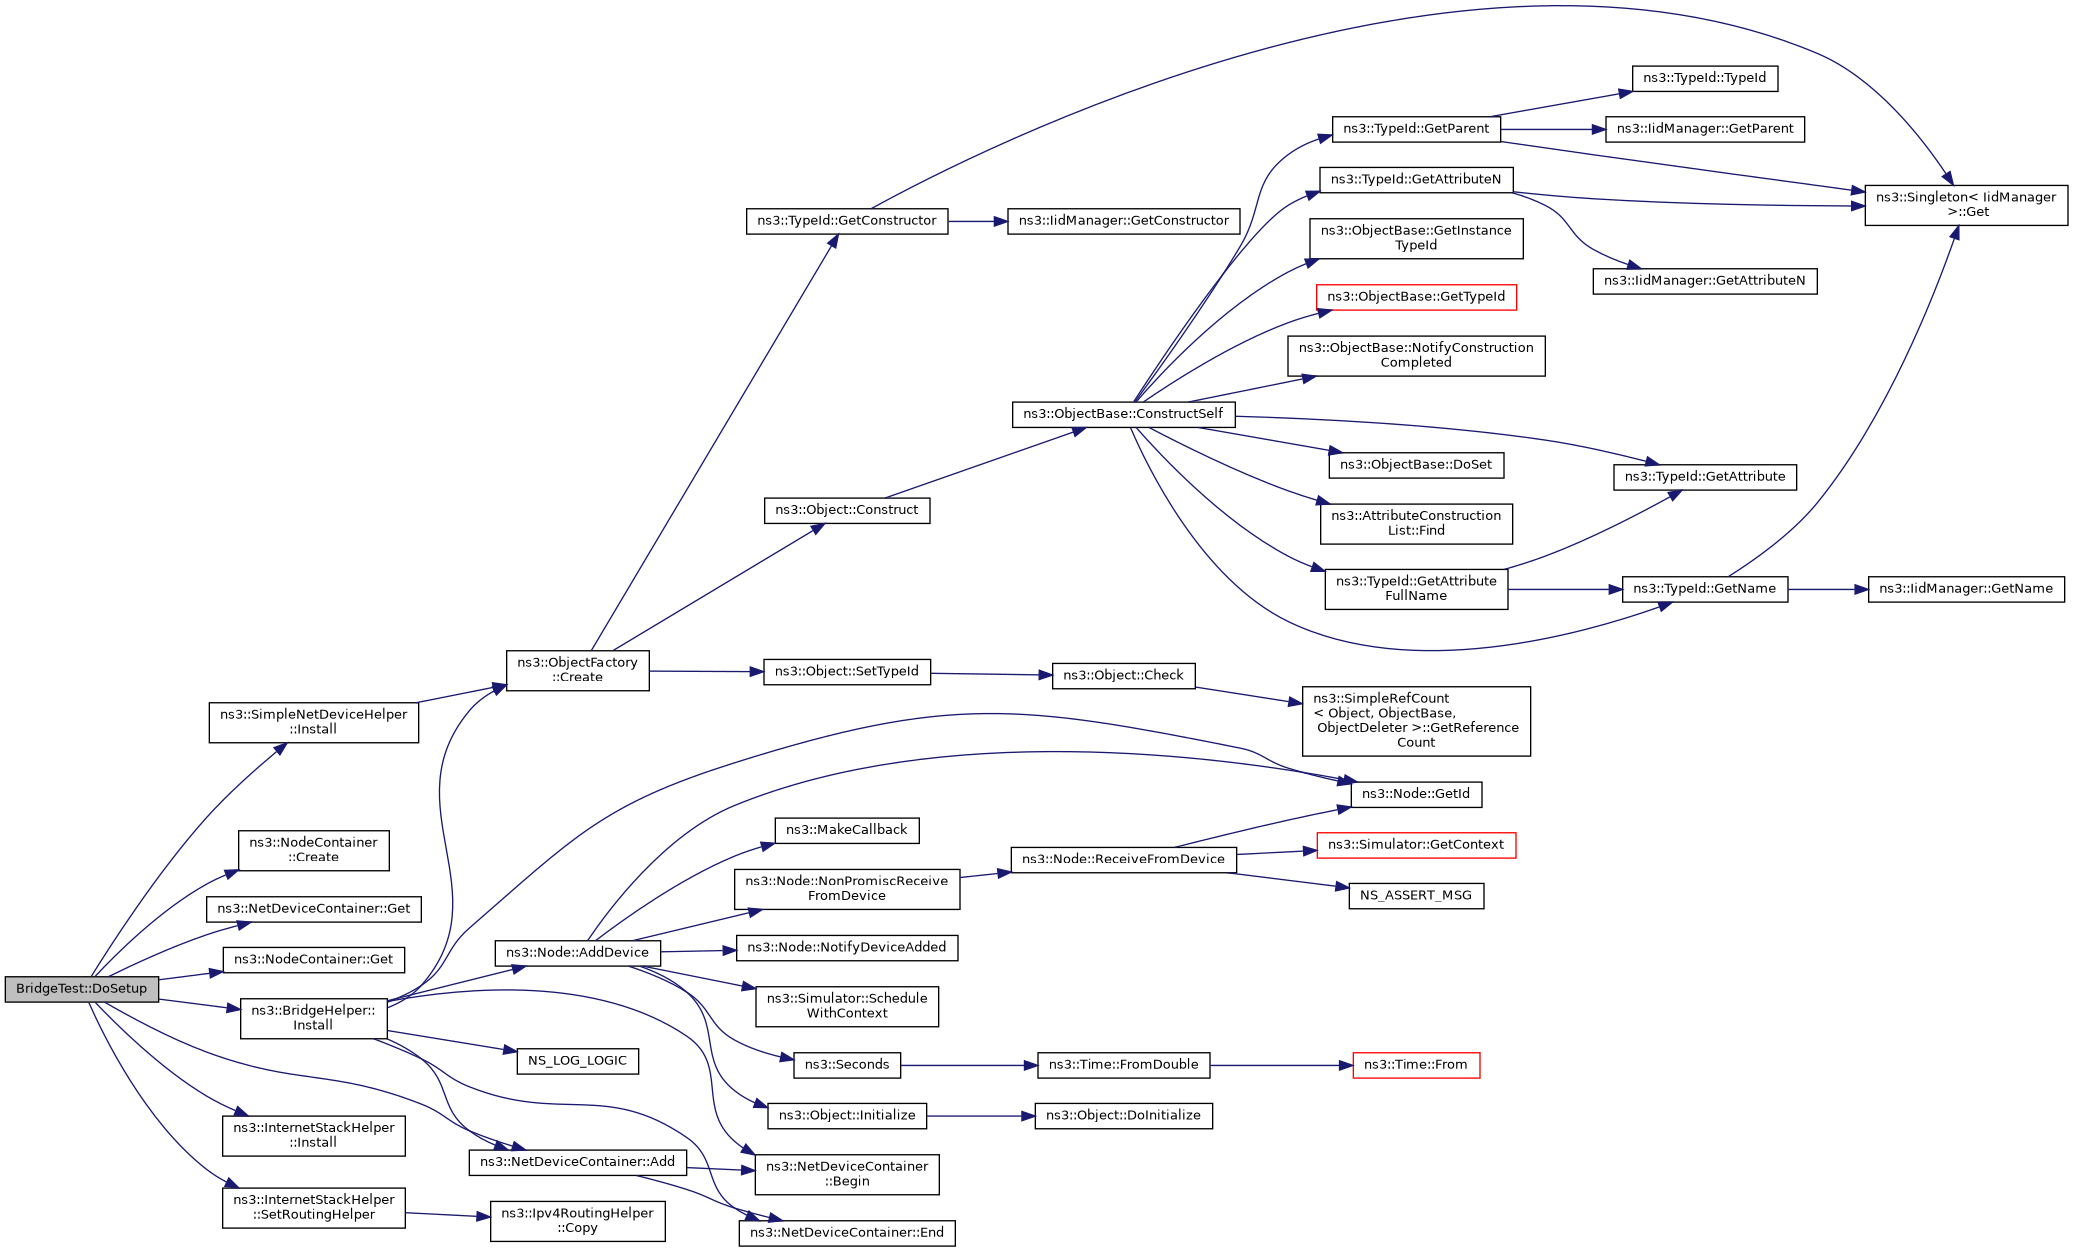 ns3::TypeId::TypeId
ns3::TypeId::GetParent
ns3::IidManager::GetParent
ns3::TypeId::GetAttributeN
ns3::Singleton< IidManager
>::Get
ns3::TypeId::GetConstructor
ns3::IidManager::GetConstructor
ns3::ObjectBase::GetInstance
TypeId
ns3::IidManager::GetAttributeN
ns3::ObjectBase::GetTypeId
ns3::ObjectBase::NotifyConstruction
Completed
ns3::ObjectBase::ConstructSelf
ns3::ObjectBase::DoSet
ns3::TypeId::GetAttribute
ns3::Object::Construct
ns3::AttributeConstruction
List::Find
ns3::TypeId::GetAttribute
FullName
ns3::TypeId::GetName
ns3::IidManager::GetName
ns3::ObjectFactory
::Create
ns3::Object::SetTypeId
ns3::Object::Check
ns3::SimpleRefCount
< Object, ObjectBase,
ObjectDeleter >::GetReference
Count
ns3::SimpleNetDeviceHelper
::Install
ns3::Node::GetId
ns3::MakeCallback
ns3::NodeContainer
::Create
ns3::Simulator::GetContext
ns3::Node::ReceiveFromDevice
ns3::Node::NonPromiscReceive
FromDevice
NS_ASSERT_MSG
ns3::NetDeviceContainer::Get
ns3::Node::AddDevice
ns3::Node::NotifyDeviceAdded
ns3::NodeContainer::Get
BridgeTest::DoSetup
ns3::Simulator::Schedule
WithContext
ns3::BridgeHelper::
Install
NS_LOG_LOGIC
ns3::Seconds
ns3::Time::FromDouble
ns3::Time::From
ns3::Object::Initialize
ns3::Object::DoInitialize
ns3::InternetStackHelper
::Install
ns3::NetDeviceContainer::Add
ns3::NetDeviceContainer
::Begin
ns3::InternetStackHelper
::SetRoutingHelper
ns3::Ipv4RoutingHelper
::Copy
ns3::NetDeviceContainer::End